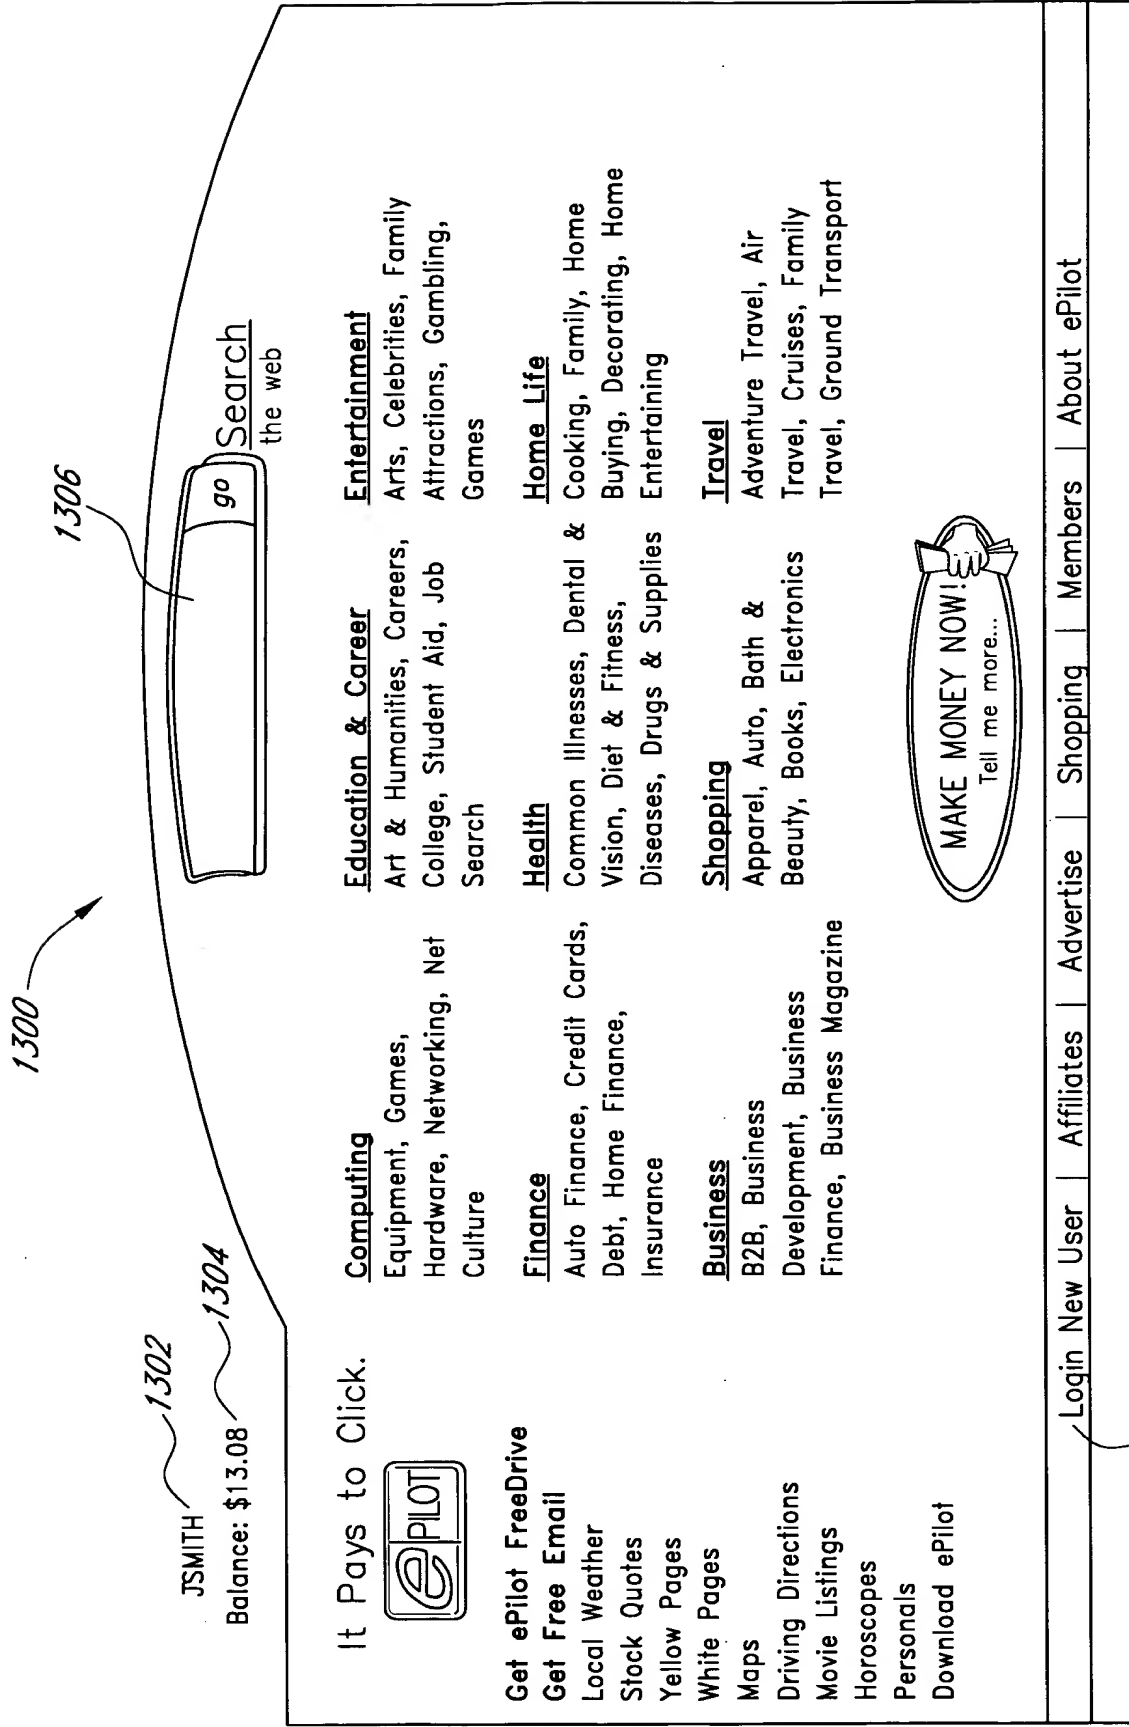 1300
1302
JSMITH
Balance: $13.08
1304
1306
go
Search
the web
It Pays to Click.
ePILOT
Get ePilot FreeDrive
Get Free Email
Local Weather
Stock Quotes
Yellow Pages
White Pages
Maps
Driving Directions
Movie Listings
Horoscopes
Personals
Download ePilot
Computing
Equipment, Games,
Hardware, Networking, Net
Culture
Education & Career
Art & Humanities, Careers,
College, Student Aid, Job
Search
Entertainment
Arts, Celebrities, Family
Attractions, Gambling,
Games
Finance
Auto Finance, Credit Cards,
Debt, Home Finance,
Insurance
Health
Common Illnesses, Dental &
Vision, Diet & Fitness,
Diseases, Drugs & Supplies
Home Life
Cooking, Family, Home
Buying, Decorating, Home
Entertaining
Business
B2B, Business
Development, Business
Finance, Business Magazine
Shopping
Apparel, Auto, Bath &
Beauty, Books, Electronics
Travel
Adventure Travel, Air
Travel, Cruises, Family
Travel, Ground Transport
MAKE MONEY NOW!
Tell me more...
Login New User | Affiliates | Advertise | Shopping | Members | About ePilot